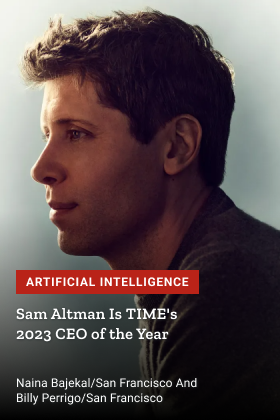 ARTIFICIAL INTELLIGENCE
Sam Altman Is TIME's
2023 CEO of the Year
Naina Bajekal/San Francisco And
Billy Perrigo/San Francisco